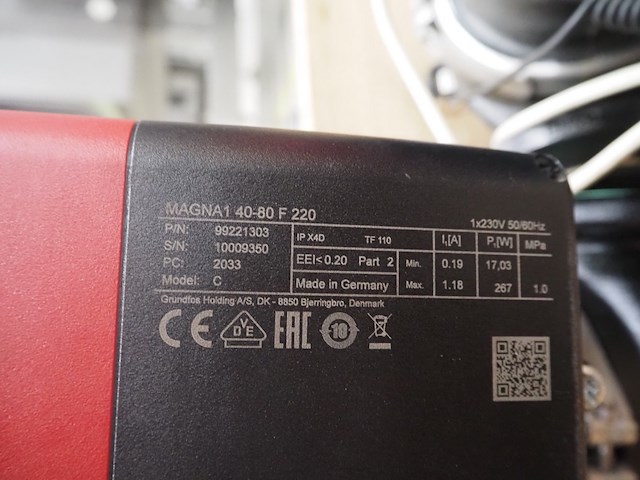 MAGNA1 40-80 F 220
1x230V 50/60Hz
P/N: 99221303
S/N: 10009350
PC: 2033
Model: C
IP X4D TF 110
EEI≤0.20 Part 2
Made in Germany
I₁[A] P₁[W] MPa
Min. 0.19 17,03
Max. 1.18 267 1.0
Grundfos Holding A/S, DK - 8850 Bjerringbro, Denmark
CE VDE EAC 10